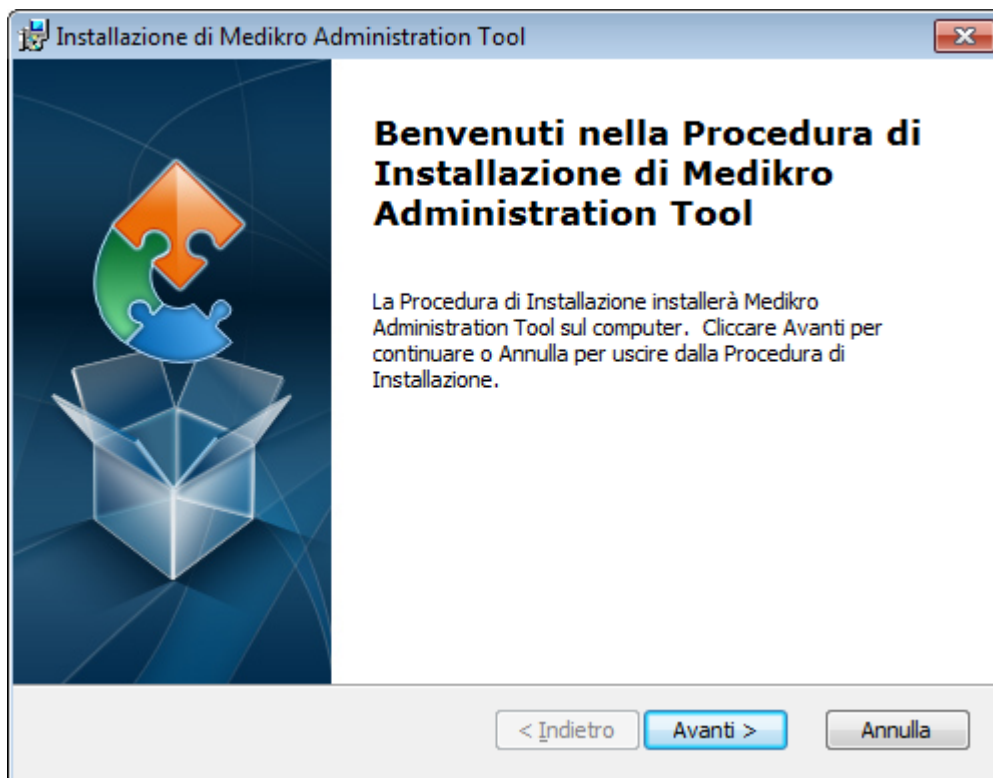 Installazione di Medikro Administration Tool
Benvenuti nella Procedura di
Installazione di Medikro
Administration Tool
La Procedura di Installazione installerà Medikro
Administration Tool sul computer.  Cliccare Avanti per
continuare o Annulla per uscire dalla Procedura di
Installazione.
< Indietro
Avanti >
Annulla